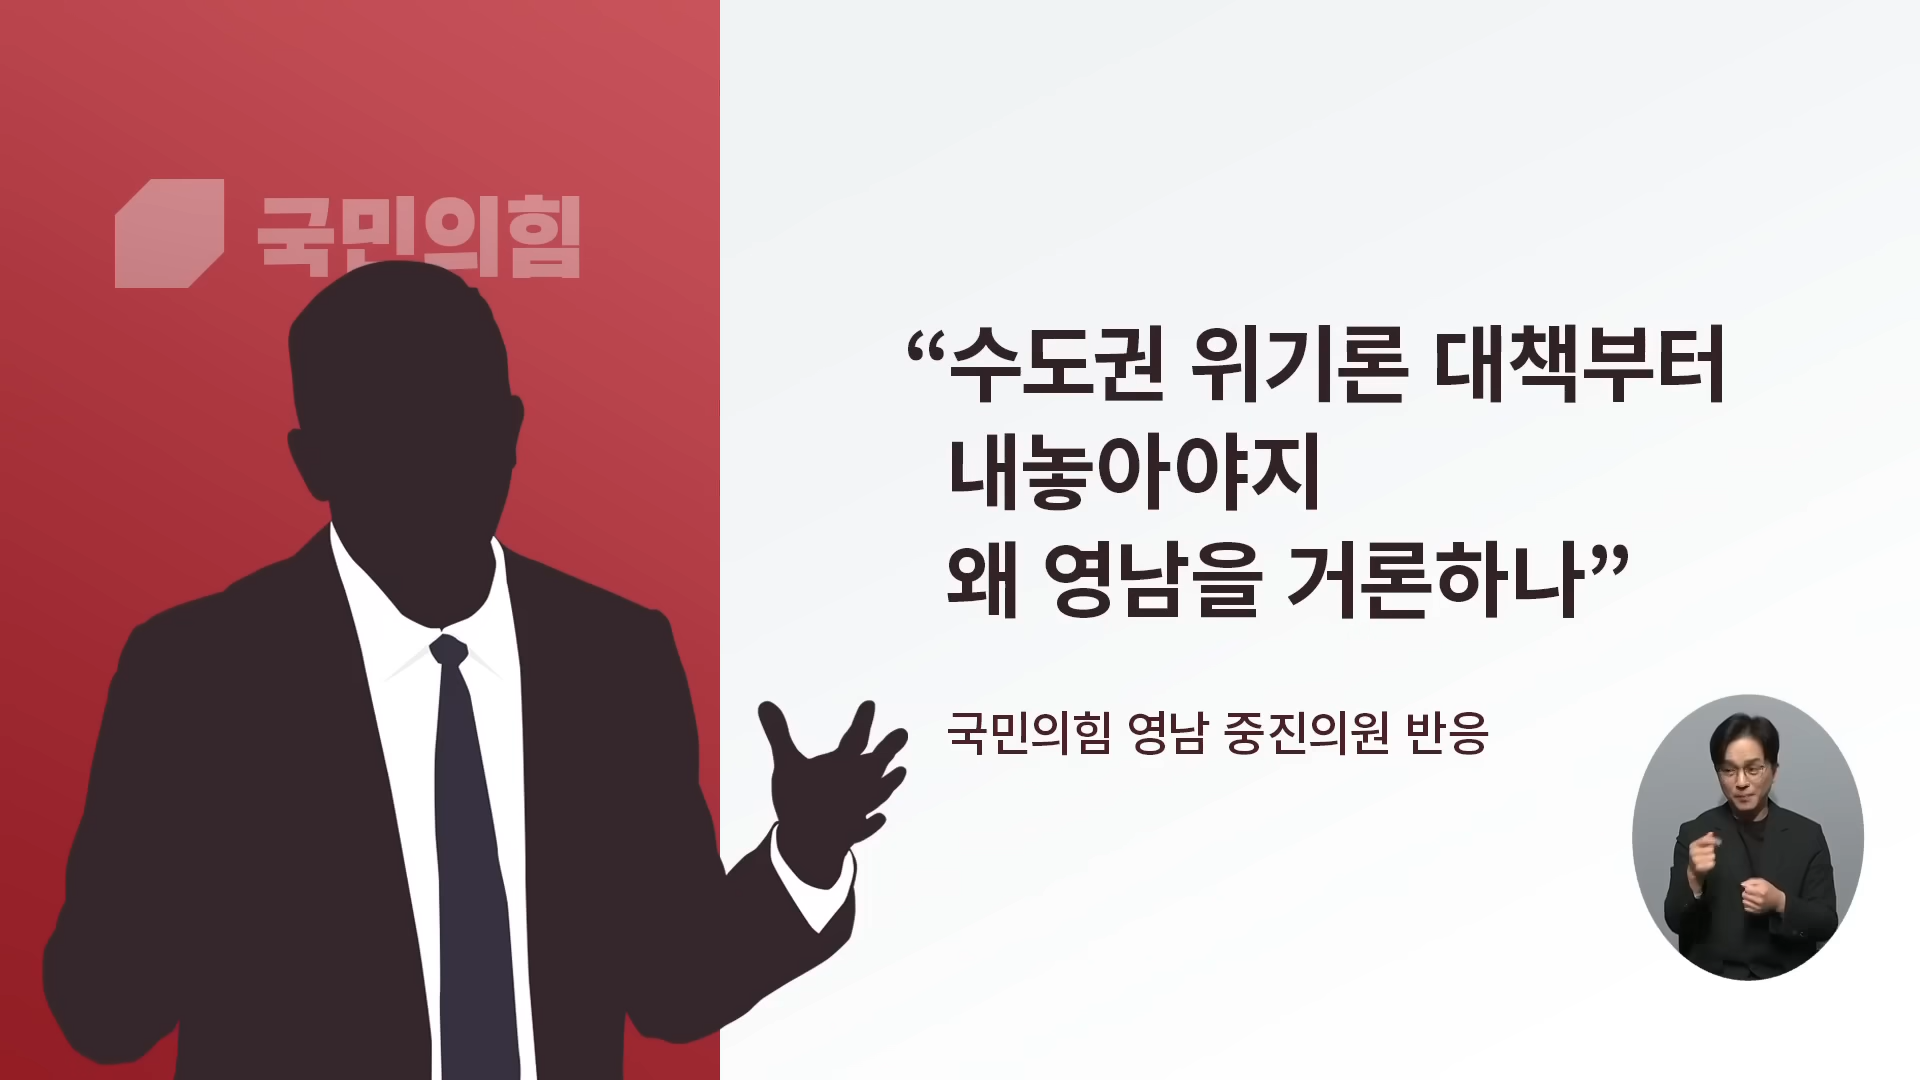 국민의힘
“수도권 위기론 대책부터
내놓아야지
왜 영남을 거론하나”
국민의힘 영남 중진의원 반응